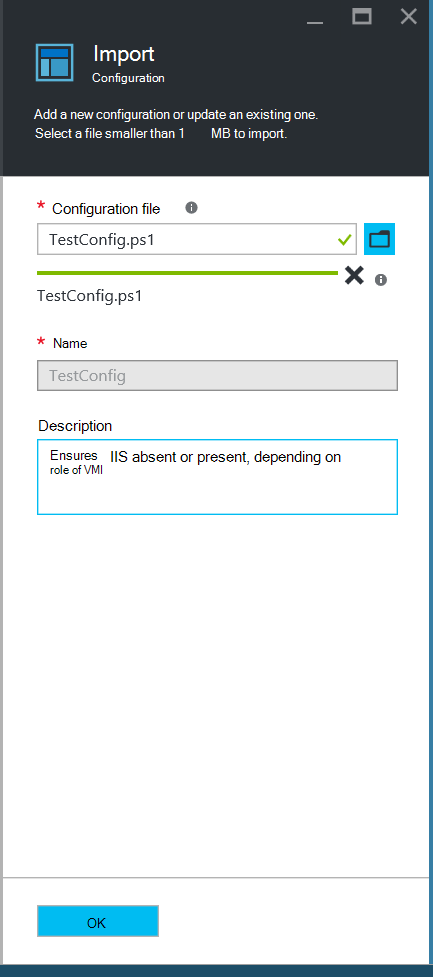 Import
Configuration
Add a new configuration or update an existing one.
Select a file smaller than 1 MB to import.
* Configuration file
TestConfig.ps1
TestConfig.ps1
* Name
TestConfig
Description
Ensures IIS absent or present, depending on
role of VMI
OK